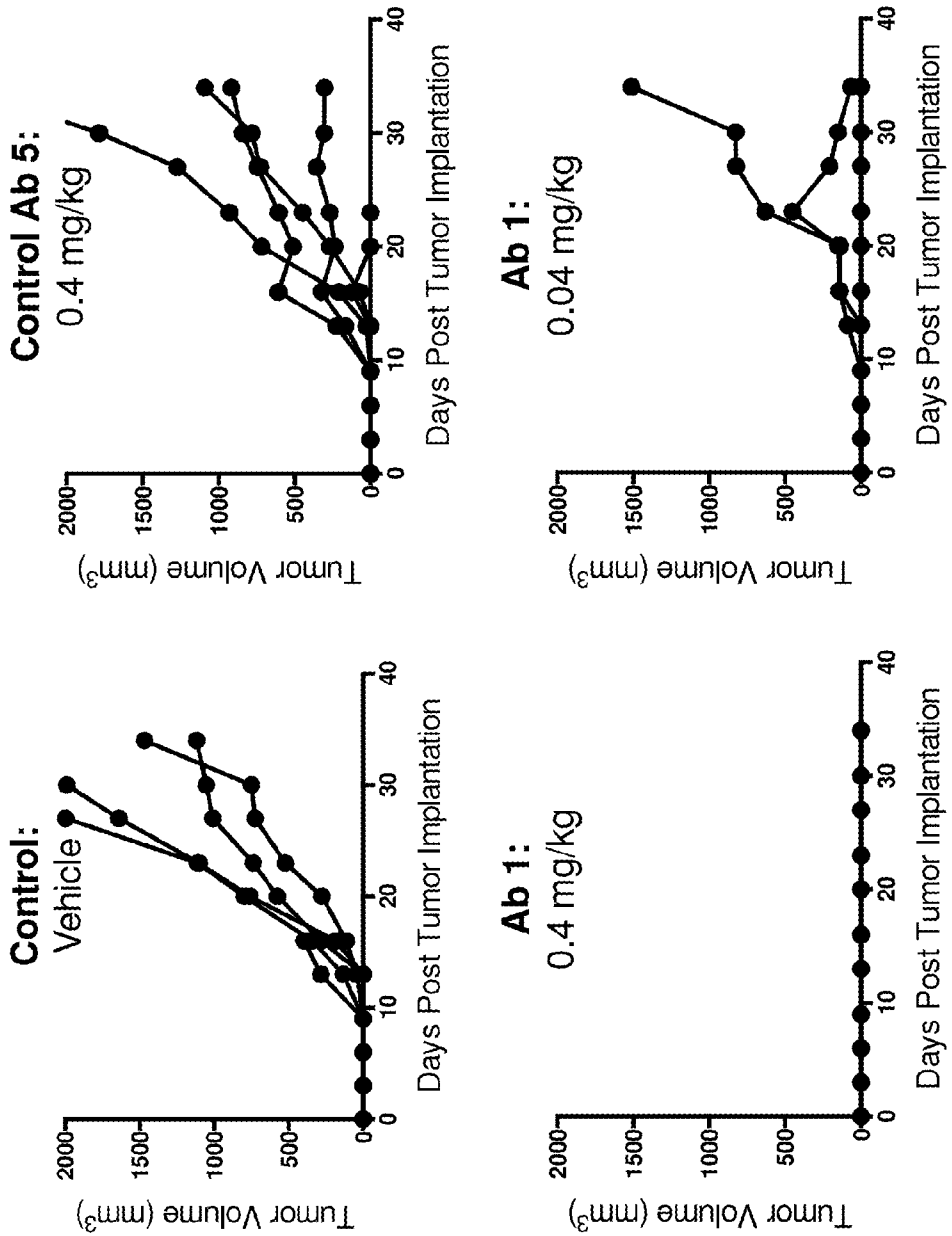 Control:
Vehicle
Tumor Volume (mm³)
2000
1500
1000
500
0
0 10 20 30 40
Days Post Tumor Implantation
Control Ab 5:
0.4 mg/kg
Tumor Volume (mm³)
2000
1500
1000
500
0
0 10 20 30 40
Days Post Tumor Implantation
Ab 1:
0.4 mg/kg
Tumor Volume (mm³)
2000
1500
1000
500
0
0 10 20 30 40
Days Post Tumor Implantation
Ab 1:
0.04 mg/kg
Tumor Volume (mm³)
2000
1500
1000
500
0
0 10 20 30 40
Days Post Tumor Implantation